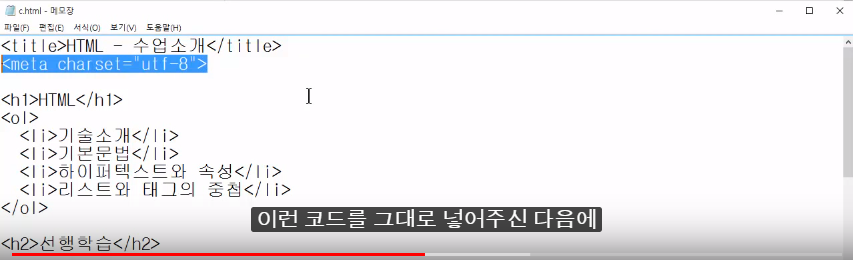 c.html - 메모장
파일(F) 편집(E) 서식(O) 보기(V) 도움말(H)
<title>HTML - 수업소개</title>
<meta charset="utf-8">
<h1>HTML</h1>
<ol>
<li>기술소개</li>
<li>기본문법</li>
<li>하이퍼텍스트와 속성</li>
<li>리스트와 태그의 중첩</li>
</ol>
이런 코드를 그대로 넣어주신 다음에
<h2>선행학습</h2>